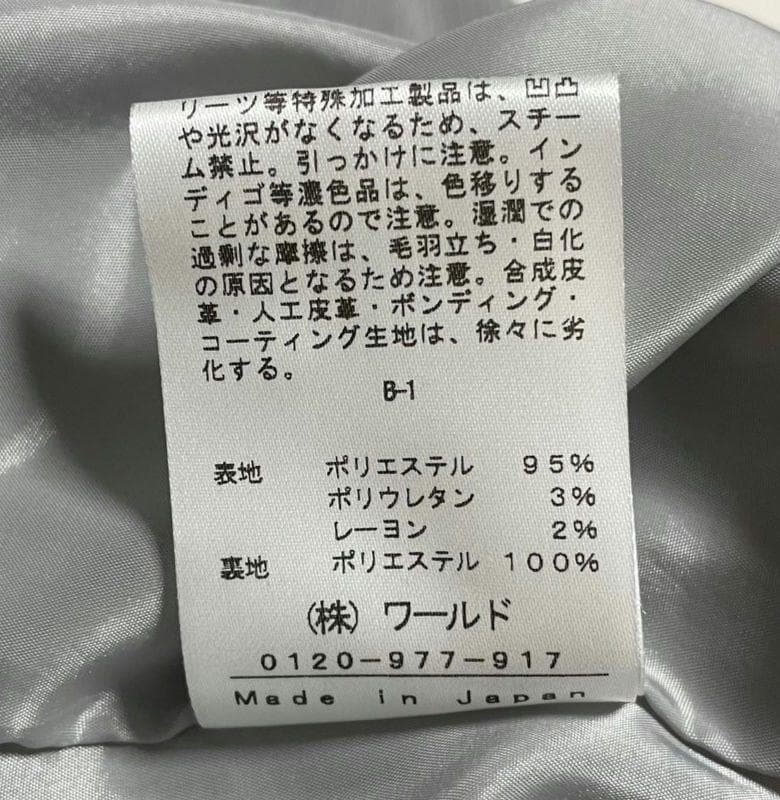 リーツ等特殊加工製品は、凹凸
や光沢がなくなるため、スチー
ム禁止。引っかけに注意。イン
ディゴ等濃色品は、色移りする
ことがあるので注意。湿潤での
過剰な摩擦は、毛羽立ち・白化
の原因となるため注意。合成皮
革・人工皮革・ボンディング・
コーティング生地は、徐々に劣
化する。
B-1
表地 ポリエステル 95%
ポリウレタン 3%
レーヨン 2%
裏地 ポリエステル 100%
(株) ワールド
0120-977-917
Made in Japan